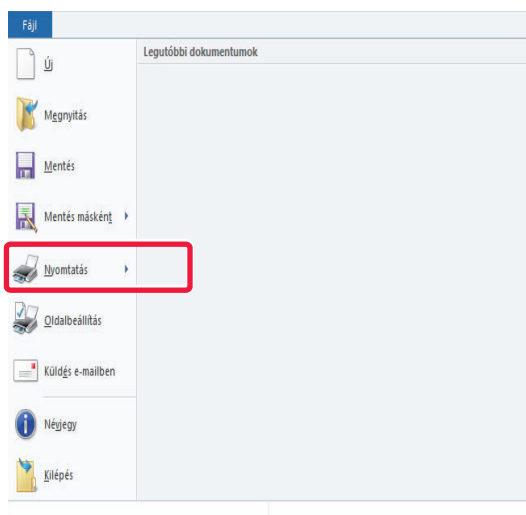 Fájl
Legutóbbi dokumentumok
Új
Megnyitás
Mentés
Mentés másként
Nyomtatás
Oldalbeállítás
Küldés e-mailben
Névjegy
Kilépés